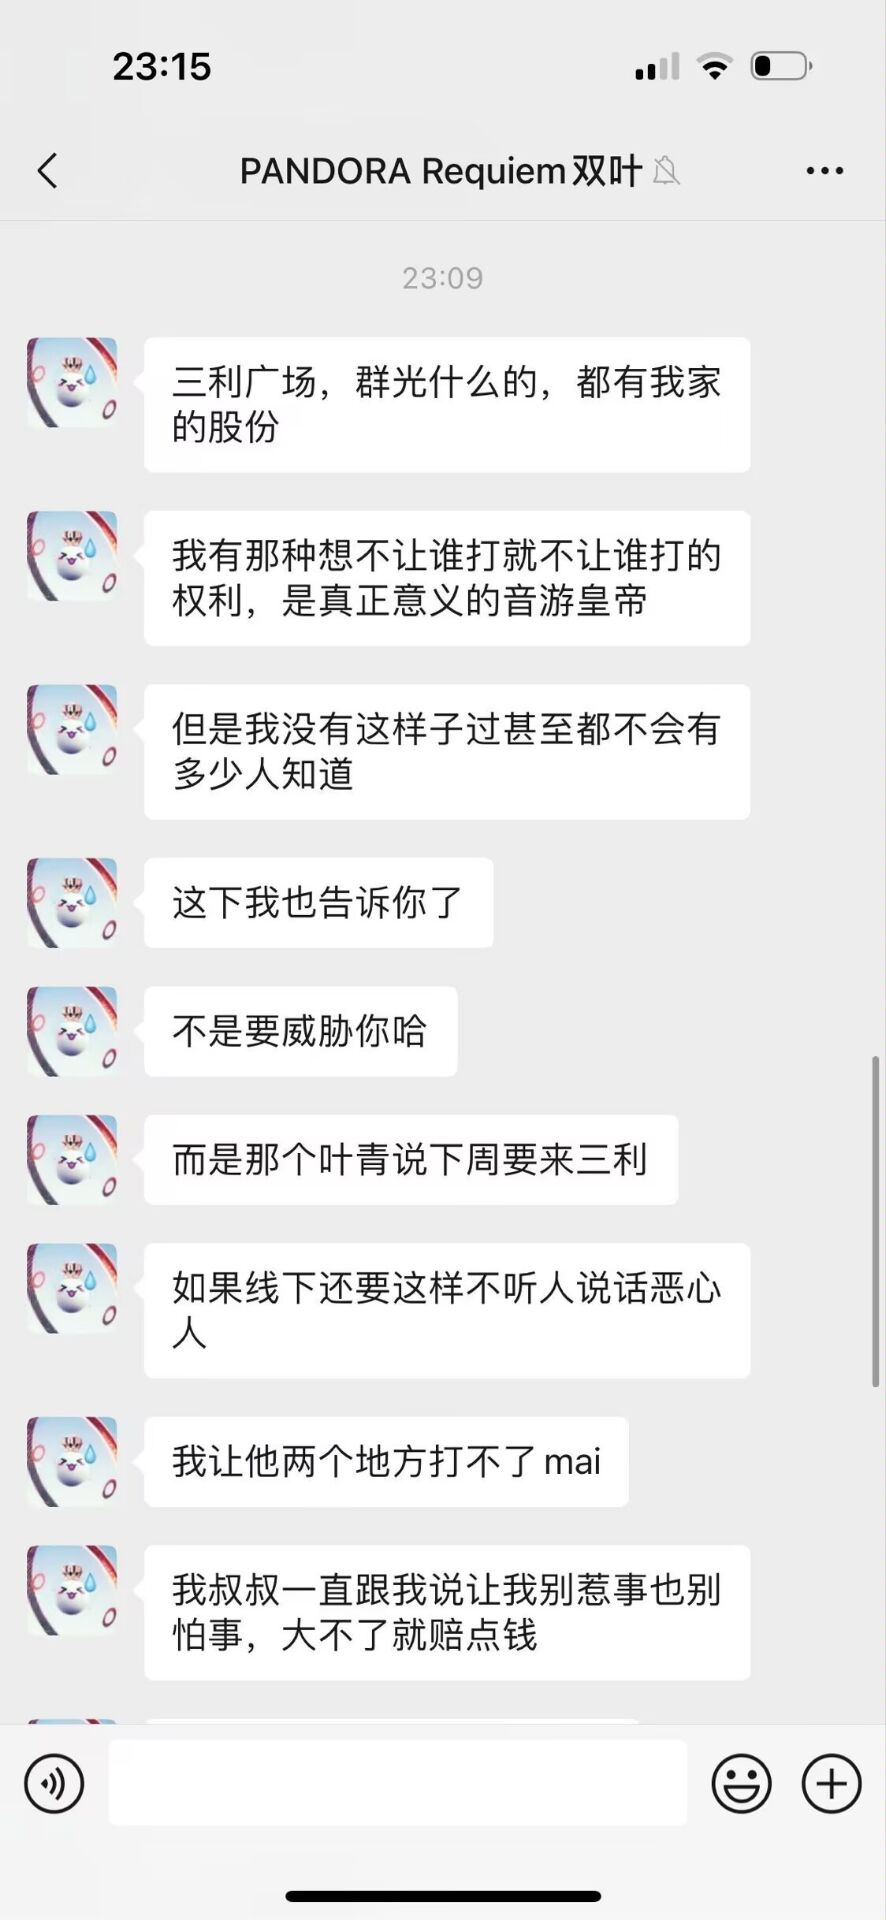 23:15
PANDORA Requiem双叶
23:09
三利广场，群光什么的，都有我家
的股份
我有那种想不让谁打就不让谁打的
权利，是真正意义的音游皇帝
但是我没有这样子过甚至都不会有
多少人知道
这下我也告诉你了
不是要威胁你哈
而是那个叶青说下周要来三利
如果线下还要这样不听人说话恶心
人
我让他两个地方打不了mai
我叔叔一直跟我说让我别惹事也别
怕事，大不了就赔点钱